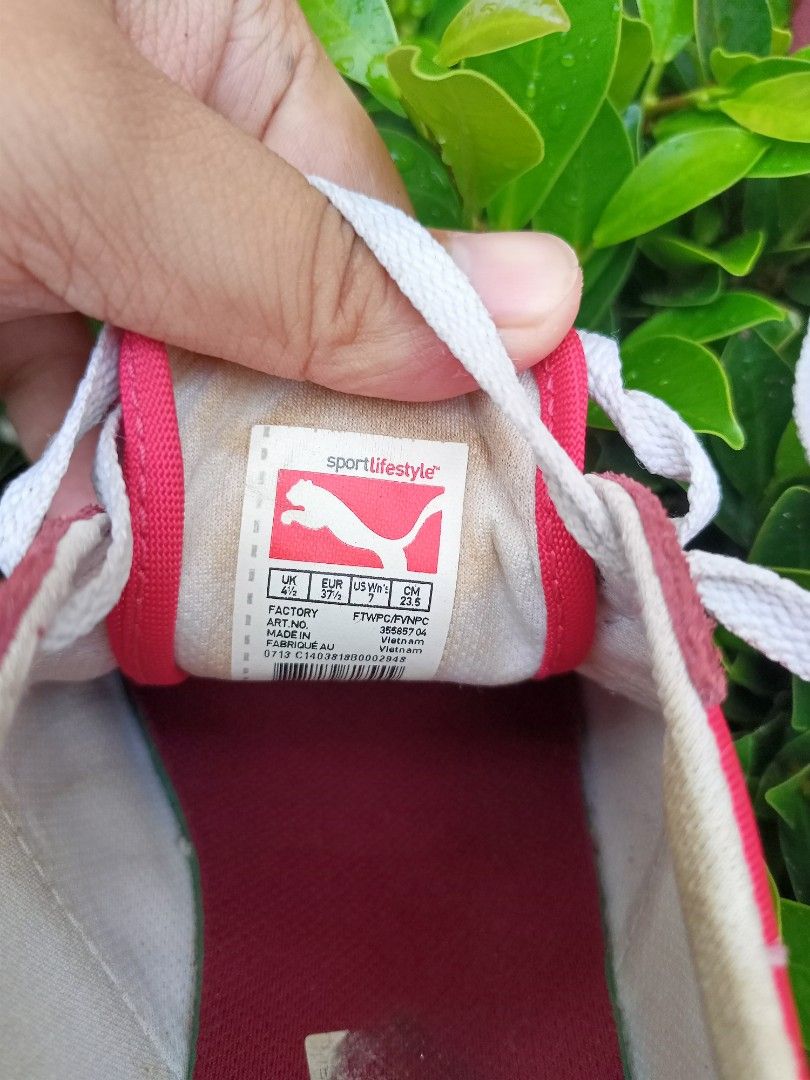 sportlifestyle™
UK EUR US Wn's CM
4½ 37½ 7 23.5
FACTORY FTWPC/FVNPC
ART.NO. 355857 04
MADE IN Vietnam
FABRIQUÉ AU Vietnam
0713 C1403818B0002948